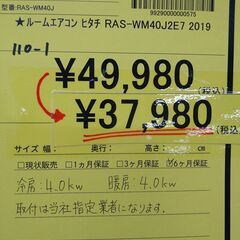 型番:RAS-WM40J
9929000000575
★ルームエアコン ヒタチ RAS-WM40J2E7 2019
110-1
¥49,980
(税込)
¥37,980
(税込)
サイズ 幅: 奥行: 高さ: cm
□現状販売 □1ヵ月保証 □3ヶ月保証 ☑6ヶ月保証
冷房:4.0kw 暖房:4.0kw
取付は当社指定業者になります。